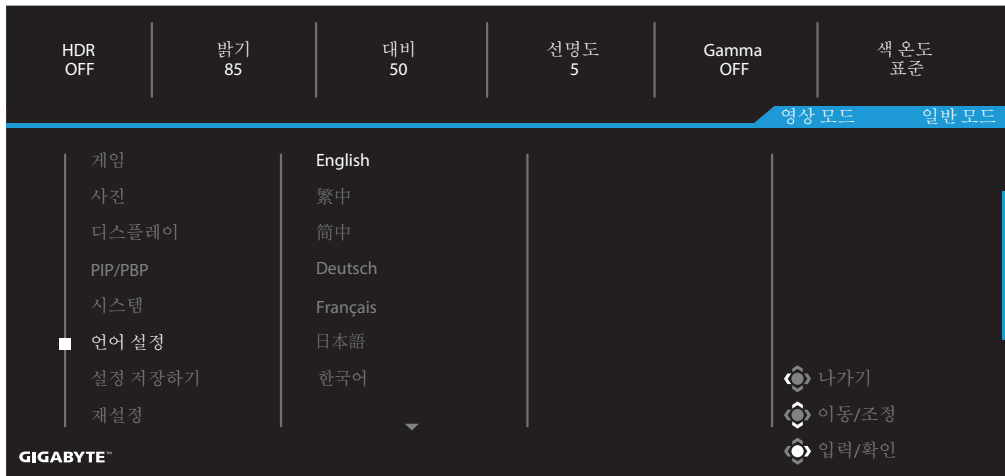 HDR
OFF
밝기
85
대비
50
선명도
5
Gamma
OFF
색 온도
표준
영상 모드 일반 모드
게임
사진
디스플레이
PIP/PBP
시스템
언어 설정
설정 저장하기
재설정
English
繁中
简中
Deutsch
Français
日本語
한국어
나가기
이동/조정
입력/확인
GIGABYTE™